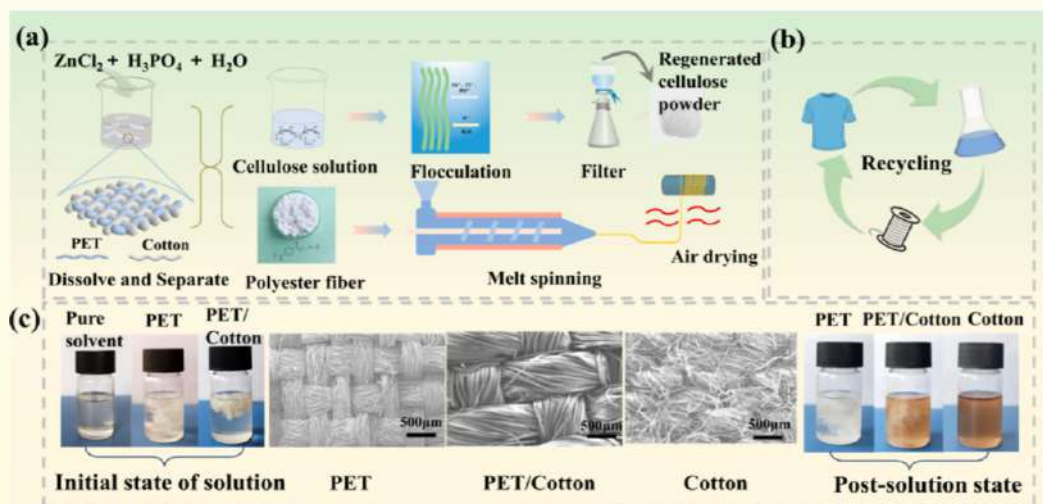 (a)
ZnCl2 + H3PO4 + H2O
PET
Cotton
Dissolve and Separate
Cellulose solution
Flocculation
Filter
Regenerated
cellulose
powder
Polyester fiber
Melt spinning
Air drying
(b)
Recycling
(c)
Pure
solvent
PET
PET/
Cotton
Initial state of solution
500μm
PET
500μm
PET/Cotton
500μm
Cotton
PET
PET/Cotton
Cotton
Post-solution state